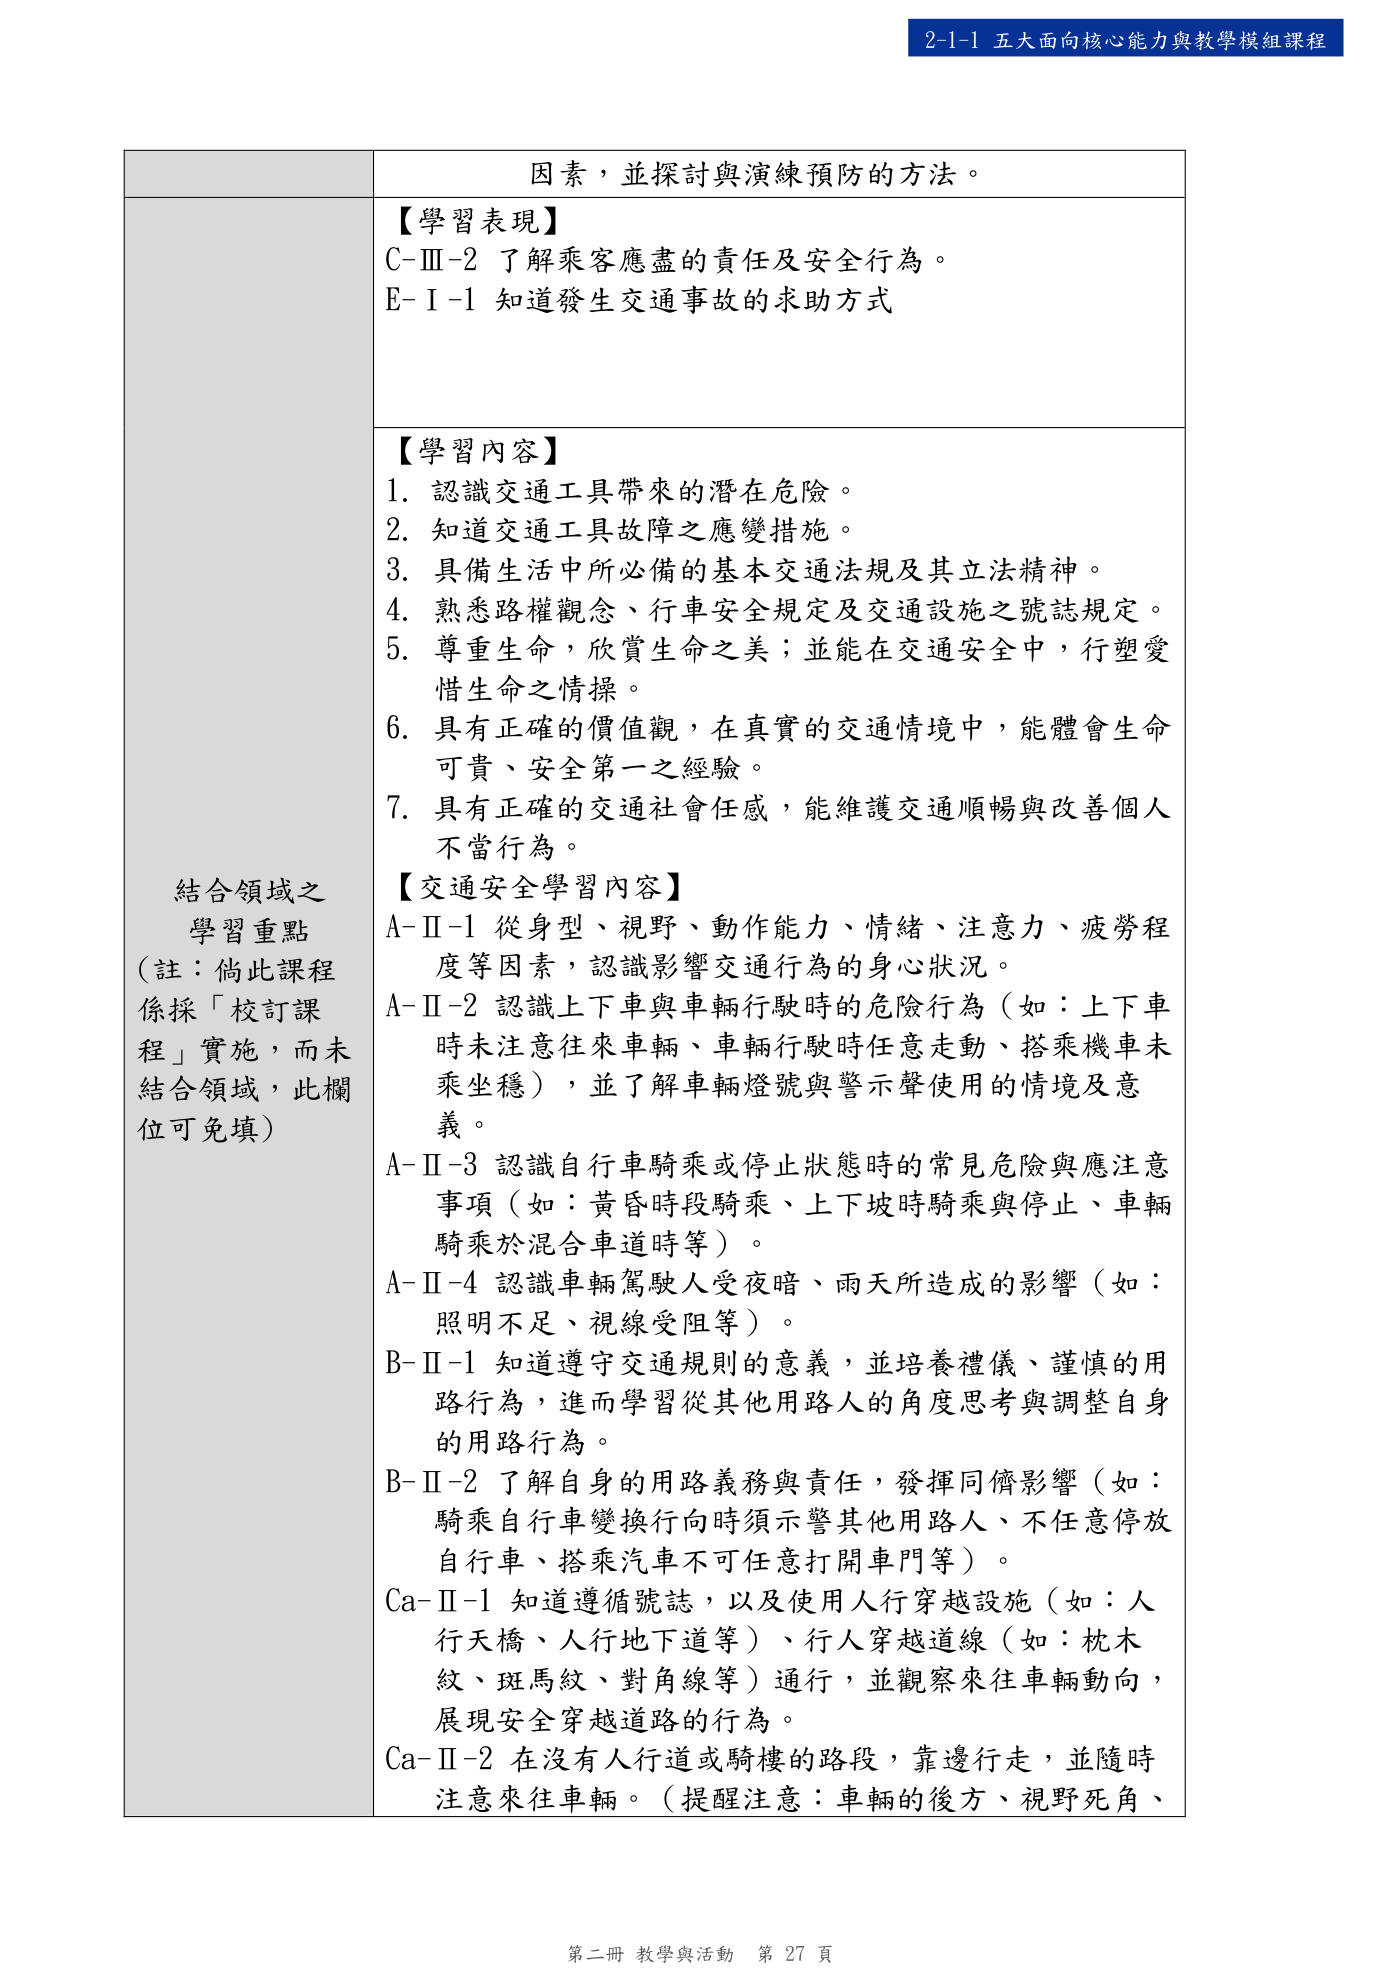 2-1-1 五大面向核心能力與教學模組課程
因素，並探討與演練預防的方法。
【學習表現】
C-Ⅲ-2 了解乘客應盡的責任及安全行為。
E-Ⅰ-1 知道發生交通事故的求助方式
【學習內容】
1. 認識交通工具帶來的潛在危險。
2. 知道交通工具故障之應變措施。
3. 具備生活中所必備的基本交通法規及其立法精神。
4. 熟悉路權觀念、行車安全規定及交通設施之號誌規定。
5. 尊重生命，欣賞生命之美；並能在交通安全中，行塑愛
惜生命之情操。
6. 具有正確的價值觀，在真實的交通情境中，能體會生命
可貴、安全第一之經驗。
7. 具有正確的交通社會任感，能維護交通順暢與改善個人
不當行為。
【交通安全學習內容】
A-Ⅱ-1 從身型、視野、動作能力、情緒、注意力、疲勞程
度等因素，認識影響交通行為的身心狀況。
A-Ⅱ-2 認識上下車與車輛行駛時的危險行為（如：上下車
時未注意往來車輛、車輛行駛時任意走動、搭乘機車未
乘坐穩），並了解車輛燈號與警示聲使用的情境及意
義。
A-Ⅱ-3 認識自行車騎乘或停止狀態時的常見危險與應注意
事項（如：黃昏時段騎乘、上下坡時騎乘與停止、車輛
騎乘於混合車道時等）。
A-Ⅱ-4 認識車輛駕駛人受夜暗、雨天所造成的影響（如：
照明不足、視線受阻等）。
B-Ⅱ-1 知道遵守交通規則的意義，並培養禮儀、謹慎的用
路行為，進而學習從其他用路人的角度思考與調整自身
的用路行為。
B-Ⅱ-2 了解自身的用路義務與責任，發揮同儕影響（如：
騎乘自行車變換行向時須示警其他用路人、不任意停放
自行車、搭乘汽車不可任意打開車門等）。
Ca-Ⅱ-1 知道遵循號誌，以及使用人行穿越設施（如：人
行天橋、人行地下道等）、行人穿越道線（如：枕木
紋、斑馬紋、對角線等）通行，並觀察來往車輛動向，
展現安全穿越道路的行為。
Ca-Ⅱ-2 在沒有人行道或騎樓的路段，靠邊行走，並隨時
注意來往車輛。（提醒注意：車輛的後方、視野死角、
結合領域之
學習重點
（註：倘此課程
係採「校訂課
程」實施，而未
結合領域，此欄
位可免填）
第二冊 教學與活動 第 27 頁